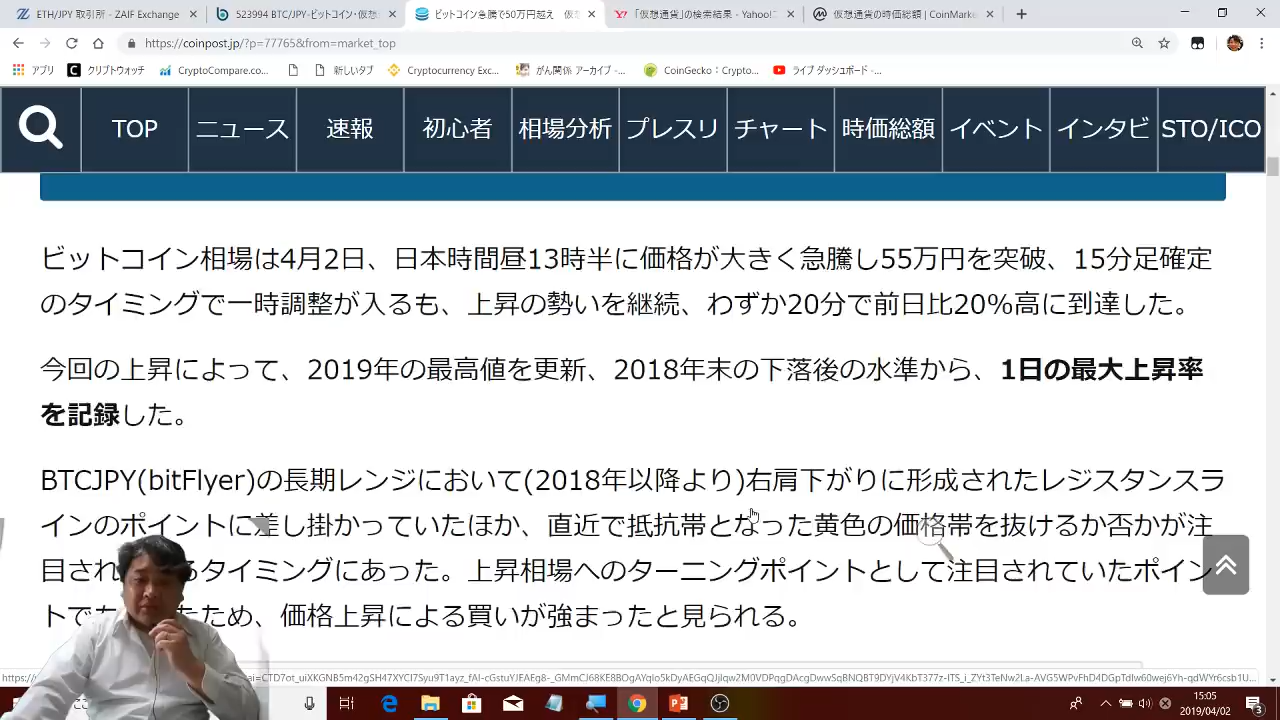 ETH/JPY 取引所 - ZAIF Exchange
523994 BTC/JPY-ビットコイン・仮想
ビットコイン急騰で50万円越え 仮想
「仮想通貨」の検索結果 - Yahoo!ニ
仮想通貨の時価総額 | CoinMarke
https://coinpost.jp/?p=77765&from=market_top
アプリ
クリプトウォッチ
CryptoCompare.co...
新しいタブ
Cryptocurrency Exc...
がん関係 アーカイブ - ...
CoinGecko：Crypto...
ライブ ダッシュボード - ...
TOP
ニュース
速報
初心者
相場分析
プレスリ
チャート
時価総額
イベント
インタビ
STO/ICO
ビットコイン相場は4月2日、日本時間昼13時半に価格が大きく急騰し55万円を突破、15分足確定
のタイミングで一時調整が入るも、上昇の勢いを継続、わずか20分で前日比20%高に到達した。
今回の上昇によって、2019年の最高値を更新、2018年末の下落後の水準から、1日の最大上昇率
を記録した。
BTCJPY(bitFlyer)の長期レンジにおいて(2018年以降より)右肩下がりに形成されたレジスタンスラ
インのポイントに差し掛かっていたほか、直近で抵抗帯となった黄色の価格帯を抜けるか否かが注
目され るタイミングにあった。上昇相場へのターニングポイントとして注目されていたポイン
トで たため、価格上昇による買いが強まったと見られる。
15:05
2019/04/02